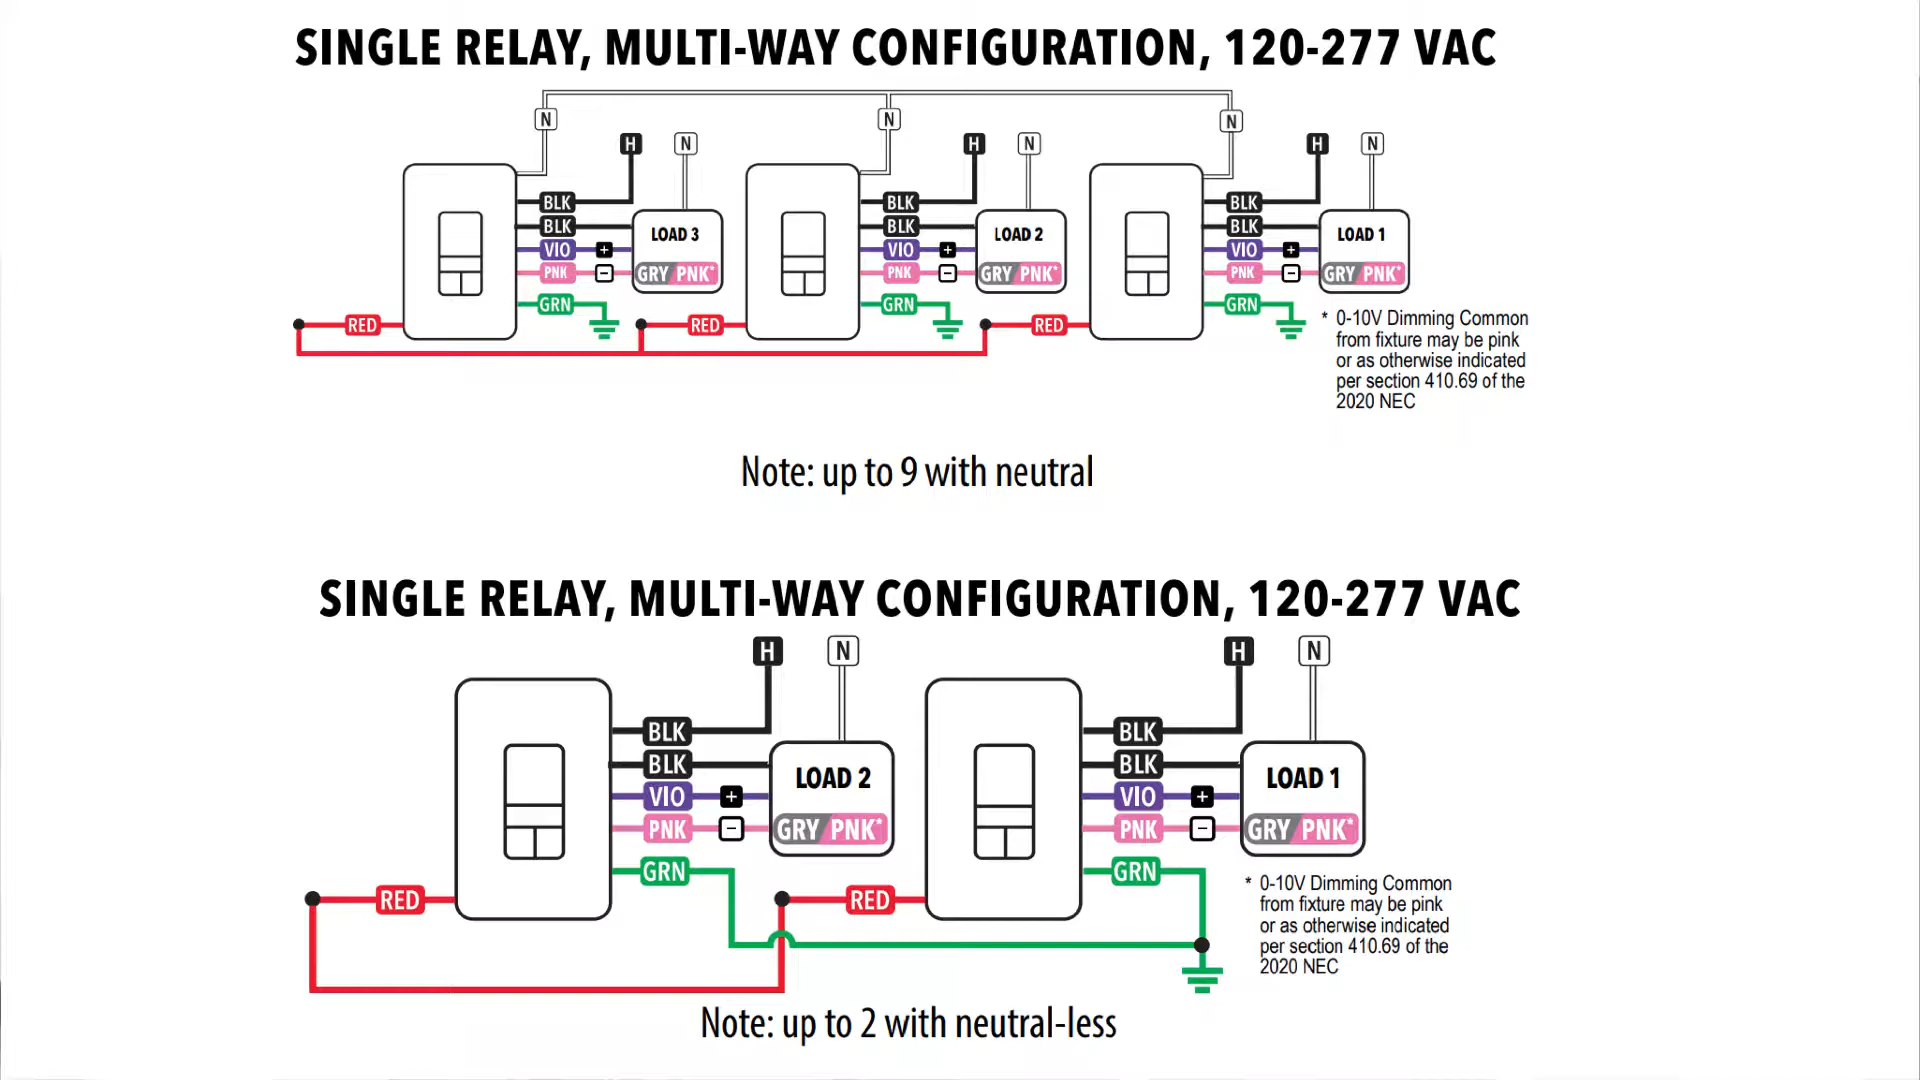 SINGLE RELAY, MULTI-WAY CONFIGURATION, 120-277 VAC
N N N
H N H N H N
BLK BLK BLK
BLK LOAD 3 BLK LOAD 2 BLK LOAD 1
VIO + VIO + VIO +
PNK − GRY/PNK* PNK − GRY/PNK* PNK − GRY/PNK*
GRN GRN GRN
RED RED RED
* 0-10V Dimming Common
from fixture may be pink
or as otherwise indicated
per section 410.69 of the
2020 NEC
Note: up to 9 with neutral
SINGLE RELAY, MULTI-WAY CONFIGURATION, 120-277 VAC
H N H N
BLK BLK
BLK LOAD 2 BLK LOAD 1
VIO + VIO +
PNK − GRY/PNK* PNK − GRY/PNK*
GRN GRN
RED RED
* 0-10V Dimming Common
from fixture may be pink
or as otherwise indicated
per section 410.69 of the
2020 NEC
Note: up to 2 with neutral-less